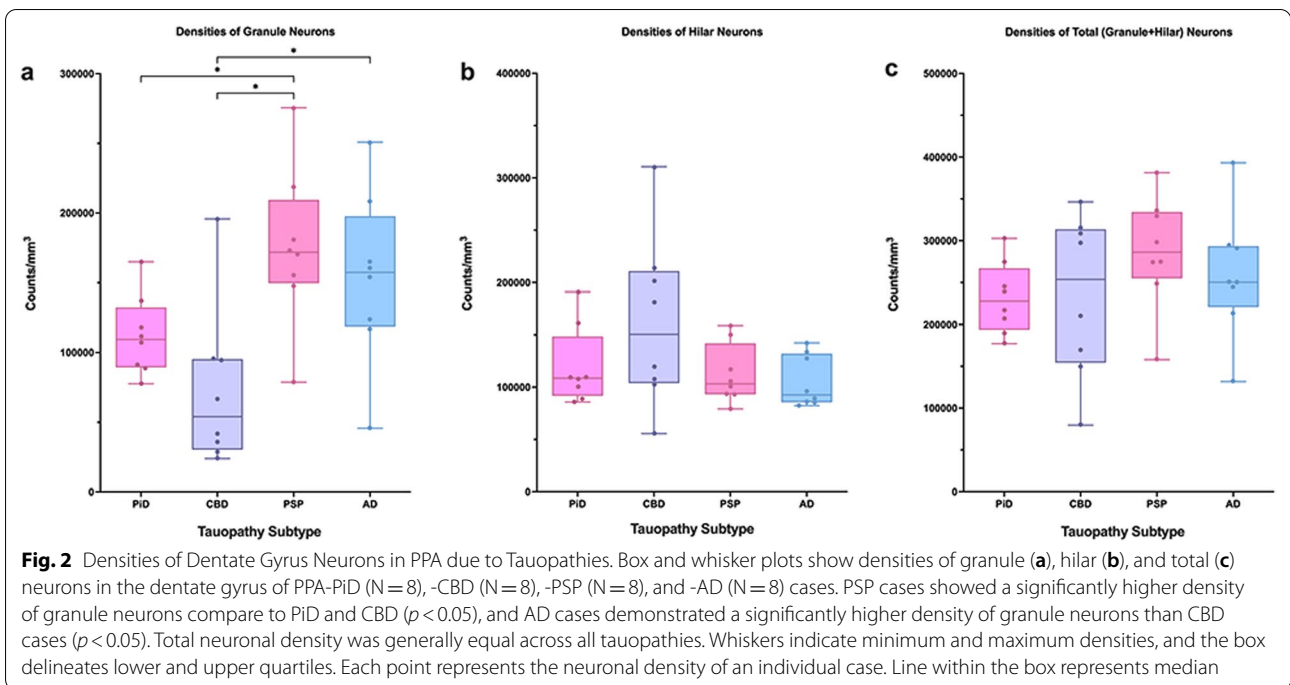 Densities of Granule Neurons
a
*
*
*
300000
200000
100000
0
Counts/mm³
PiD CBD PSP AD
Tauopathy Subtype
Densities of Hilar Neurons
b
400000
300000
200000
100000
0
Counts/mm³
PiD CBD PSP AD
Tauopathy Subtype
Densities of Total (Granule+Hilar) Neurons
c
500000
400000
300000
200000
100000
0
Counts/mm³
PiD CBD PSP AD
Tauopathy Subtype
Fig. 2 Densities of Dentate Gyrus Neurons in PPA due to Tauopathies. Box and whisker plots show densities of granule (a), hilar (b), and total (c)
neurons in the dentate gyrus of PPA-PiD (N = 8), -CBD (N = 8), -PSP (N = 8), and -AD (N = 8) cases. PSP cases showed a significantly higher density
of granule neurons compare to PiD and CBD (p < 0.05), and AD cases demonstrated a significantly higher density of granule neurons than CBD
cases (p < 0.05). Total neuronal density was generally equal across all tauopathies. Whiskers indicate minimum and maximum densities, and the box
delineates lower and upper quartiles. Each point represents the neuronal density of an individual case. Line within the box represents median